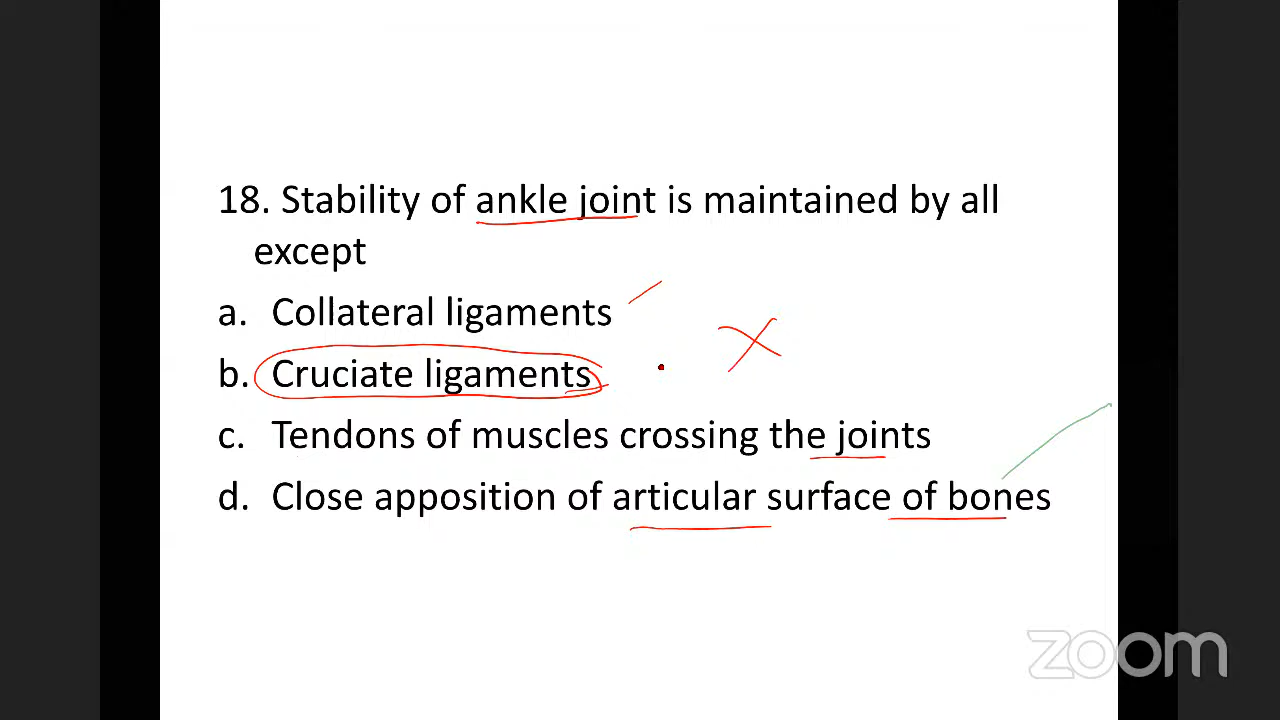 18. Stability of ankle joint is maintained by all
except
a. Collateral ligaments
b. Cruciate ligaments
c. Tendons of muscles crossing the joints
d. Close apposition of articular surface of bones
zoom